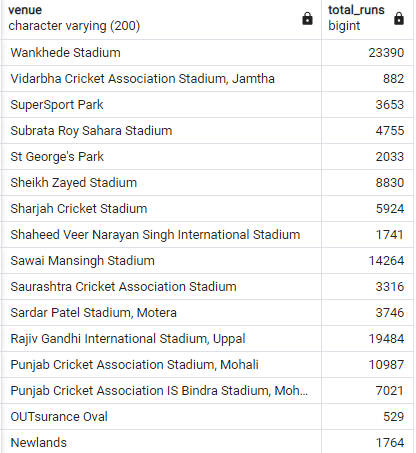 venue total_runs
character varying (200) bigint
Wankhede Stadium 23390
Vidarbha Cricket Association Stadium, Jamtha 882
SuperSport Park 3653
Subrata Roy Sahara Stadium 4755
St George's Park 2033
Sheikh Zayed Stadium 8830
Sharjah Cricket Stadium 5924
Shaheed Veer Narayan Singh International Stadium 1741
Sawai Mansingh Stadium 14264
Saurashtra Cricket Association Stadium 3316
Sardar Patel Stadium, Motera 3746
Rajiv Gandhi International Stadium, Uppal 19484
Punjab Cricket Association Stadium, Mohali 10987
Punjab Cricket Association IS Bindra Stadium, Moh... 7021
OUTsurance Oval 529
Newlands 1764